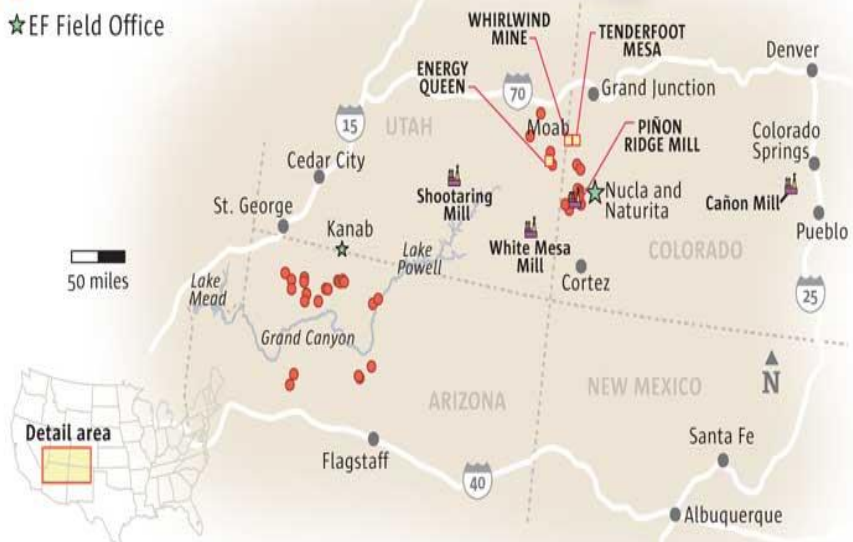 EF Field Office
WHIRLWIND
MINE
TENDERFOOT
MESA
ENERGY
QUEEN
Denver
70
Grand Junction
15
UTAH
Moab
PIÑON
RIDGE MILL
Colorado
Springs
Cedar City
Shootaring
Mill
Nucla and
Naturita
Cañon Mill
St. George
Kanab
Pueblo
50 miles
Lake
Powell
White Mesa
Mill
COLORADO
Lake
Mead
Cortez
25
Grand Canyon
N
ARIZONA
NEW MEXICO
Detail area
Flagstaff
Santa Fe
40
Albuquerque